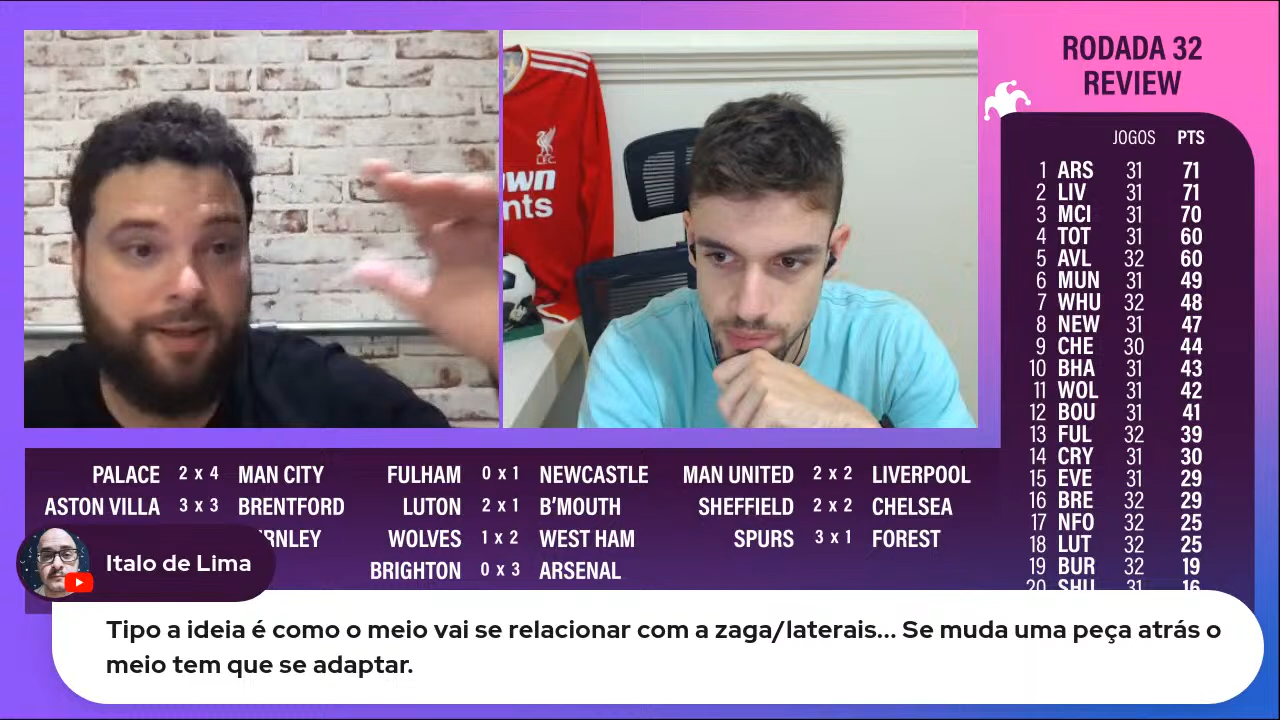 RODADA 32
REVIEW
JOGOS PTS
1 ARS 31 71
2 LIV 31 71
3 MCI 31 70
4 TOT 31 60
5 AVL 32 60
6 MUN 31 49
7 WHU 32 48
8 NEW 31 47
9 CHE 30 44
10 BHA 31 43
11 WOL 31 42
12 BOU 31 41
13 FUL 32 39
14 CRY 31 30
15 EVE 31 29
16 BRE 32 29
17 NFO 32 25
18 LUT 32 25
19 BUR 32 19
20 SHU 31 16
L.F.C.
own
nts
PALACE 2 x 4 MAN CITY FULHAM 0 x 1 NEWCASTLE MAN UNITED 2 x 2 LIVERPOOL
ASTON VILLA 3 x 3 BRENTFORD LUTON 2 x 1 B'MOUTH SHEFFIELD 2 x 2 CHELSEA
RNLEY WOLVES 1 x 2 WEST HAM SPURS 3 x 1 FOREST
BRIGHTON 0 x 3 ARSENAL
Italo de Lima
Tipo a ideia é como o meio vai se relacionar com a zaga/laterais... Se muda uma peça atrás o
meio tem que se adaptar.